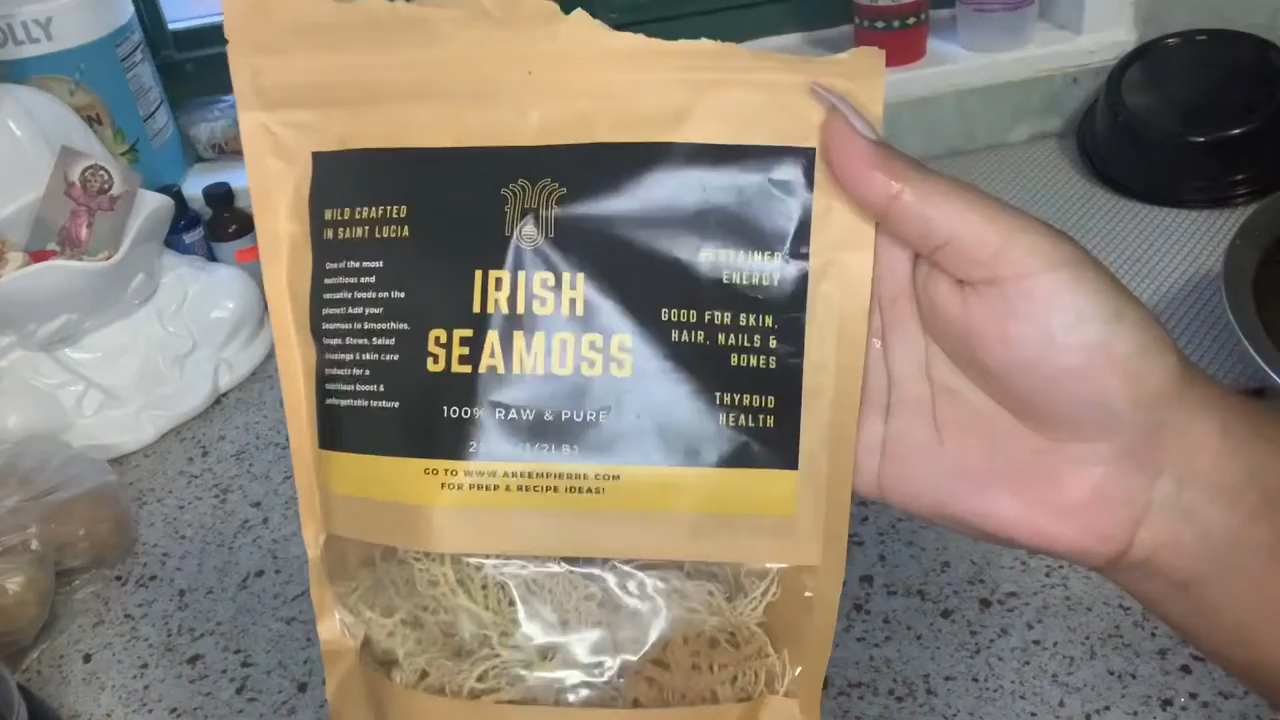 OLLY
WILD CRAFTED
IN SAINT LUCIA
One of the most
nutritious and
versatile foods on the
planet! Add your
Seamoss to Smoothies,
Soups, Stews, Salad
dressings & skin care
products for a
nutritious boost &
unforgettable texture
IRISH
SEAMOSS
100% RAW & PURE
SUSTAINED
ENERGY
GOOD FOR SKIN,
HAIR, NAILS &
BONES
THYROID
HEALTH
GO TO WWW.AKEEMPIERRE.COM
FOR PREP & RECIPE IDEAS!